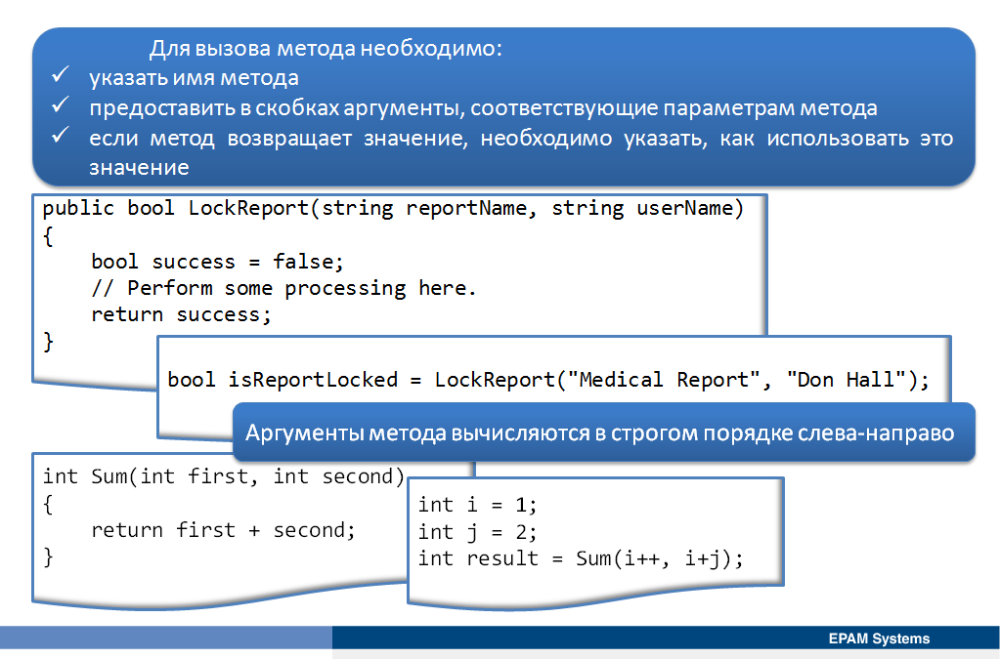 Для вызова метода необходимо:
✓ указать имя метода
✓ предоставить в скобках аргументы, соответствующие параметрам метода
✓ если метод возвращает значение, необходимо указать, как использовать это
значение
public bool LockReport(string reportName, string userName)
{
    bool success = false;
    // Perform some processing here.
    return success;
}
bool isReportLocked = LockReport("Medical Report", "Don Hall");
Аргументы метода вычисляются в строгом порядке слева-направо
int Sum(int first, int second)
{
    return first + second;
}
int i = 1;
int j = 2;
int result = Sum(i++, i+j);
EPAM Systems